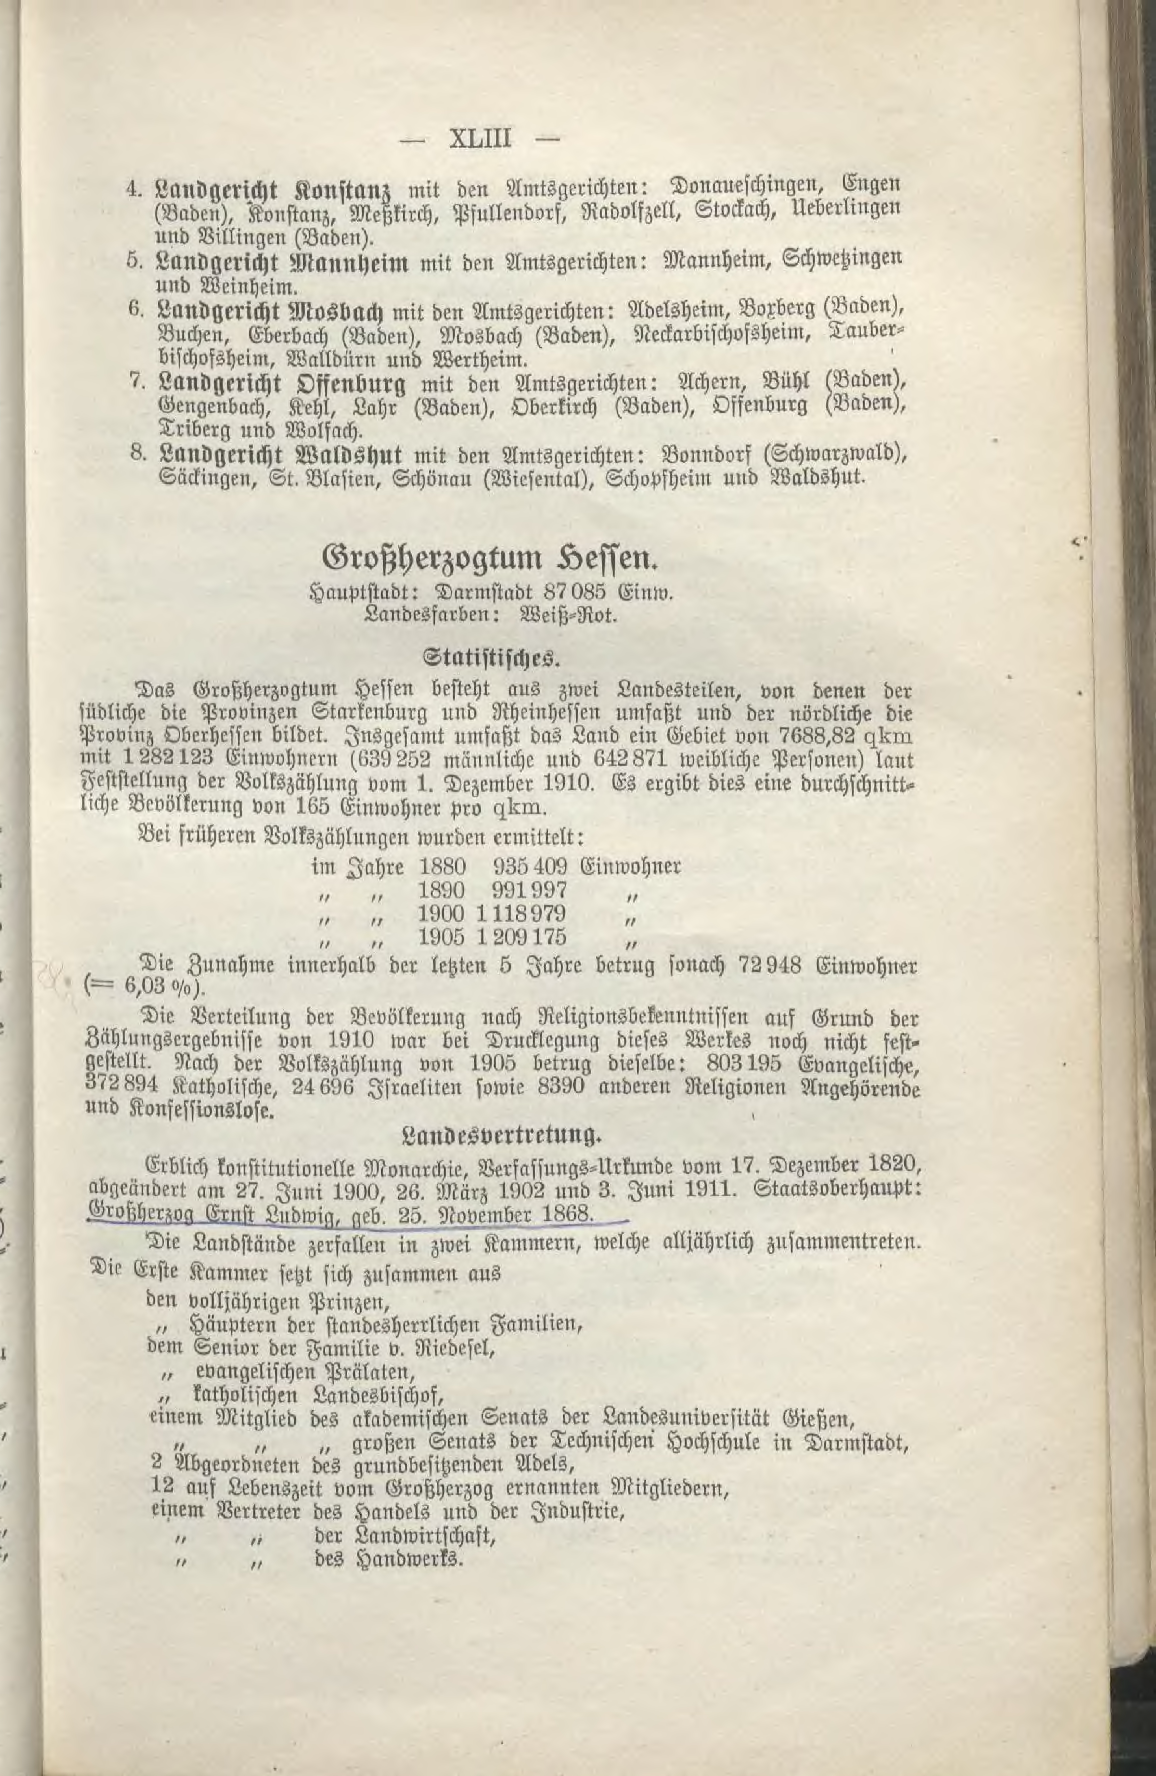 — XLIII —
4. Landgericht Konstanz mit den Amtsgerichten: Donaueschingen, Engen
(Baden), Konstanz, Meßkirch, Pfullendorf, Radolfzell, Stockach, Ueberlingen
und Villingen (Baden).
5. Landgericht Mannheim mit den Amtsgerichten: Mannheim, Schwetzingen
und Weinheim.
6. Landgericht Mosbach mit den Amtsgerichten: Adelsheim, Boxberg (Baden),
Buchen, Eberbach (Baden), Mosbach (Baden), Neckarbischofsheim, Tauber-
bischofsheim, Walldürn und Wertheim.
7. Landgericht Offenburg mit den Amtsgerichten: Achern, Bühl (Baden),
Gengenbach, Kehl, Lahr (Baden), Oberkirch (Baden), Offenburg (Baden),
Triberg und Wolfach.
8. Landgericht Waldshut mit den Amtsgerichten: Bonndorf (Schwarzwald),
Säckingen, St. Blasien, Schönau (Wiesental), Schopfheim und Waldshut.
Großherzogtum Hessen.
Hauptstadt: Darmstadt 87 085 Einw.
Landesfarben: Weiß-Rot.
Statistisches.
Das Großherzogtum Hessen besteht aus zwei Landesteilen, von denen der
südliche die Provinzen Starkenburg und Rheinhessen umfaßt und der nördliche die
Provinz Oberhessen bildet. Insgesamt umfaßt das Land ein Gebiet von 7688,82 qkm
mit 1 282 123 Einwohnern (639 252 männliche und 642 871 weibliche Personen) laut
Feststellung der Volkszählung vom 1. Dezember 1910. Es ergibt dies eine durchschnitt-
liche Bevölkerung von 165 Einwohner pro qkm.
Bei früheren Volkszählungen wurden ermittelt:
im Jahre 1880 935 409 Einwohner
„ „ 1890 991 997 „
„ „ 1900 1 118 979 „
„ „ 1905 1 209 175 „
Die Zunahme innerhalb der letzten 5 Jahre betrug sonach 72 948 Einwohner
(= 6,03 %).
Die Verteilung der Bevölkerung nach Religionsbekenntnissen auf Grund der
Zählungsergebnisse von 1910 war bei Drucklegung dieses Werkes noch nicht fest-
gestellt. Nach der Volkszählung von 1905 betrug dieselbe: 803 195 Evangelische,
372 894 Katholische, 24 696 Israeliten sowie 8390 anderen Religionen Angehörende
und Konfessionslose.
Landesvertretung.
Erblich konstitutionelle Monarchie, Verfassungs-Urkunde vom 17. Dezember 1820,
abgeändert am 27. Juni 1900, 26. März 1902 und 3. Juni 1911. Staatsoberhaupt:
Großherzog Ernst Ludwig, geb. 25. November 1868.
Die Landstände zerfallen in zwei Kammern, welche alljährlich zusammentreten.
Die Erste Kammer setzt sich zusammen aus
den volljährigen Prinzen,
„ Häuptern der standesherrlichen Familien,
dem Senior der Familie v. Riedesel,
„ evangelischen Prälaten,
„ katholischen Landesbischof,
einem Mitglied des akademischen Senats der Landesuniversität Gießen,
„ „ „ großen Senats der Technischen Hochschule in Darmstadt,
2 Abgeordneten des grundbesitzenden Adels,
12 auf Lebenszeit vom Großherzog ernannten Mitgliedern,
einem Vertreter des Handels und der Industrie,
„ „ der Landwirtschaft,
„ „ des Handwerks.